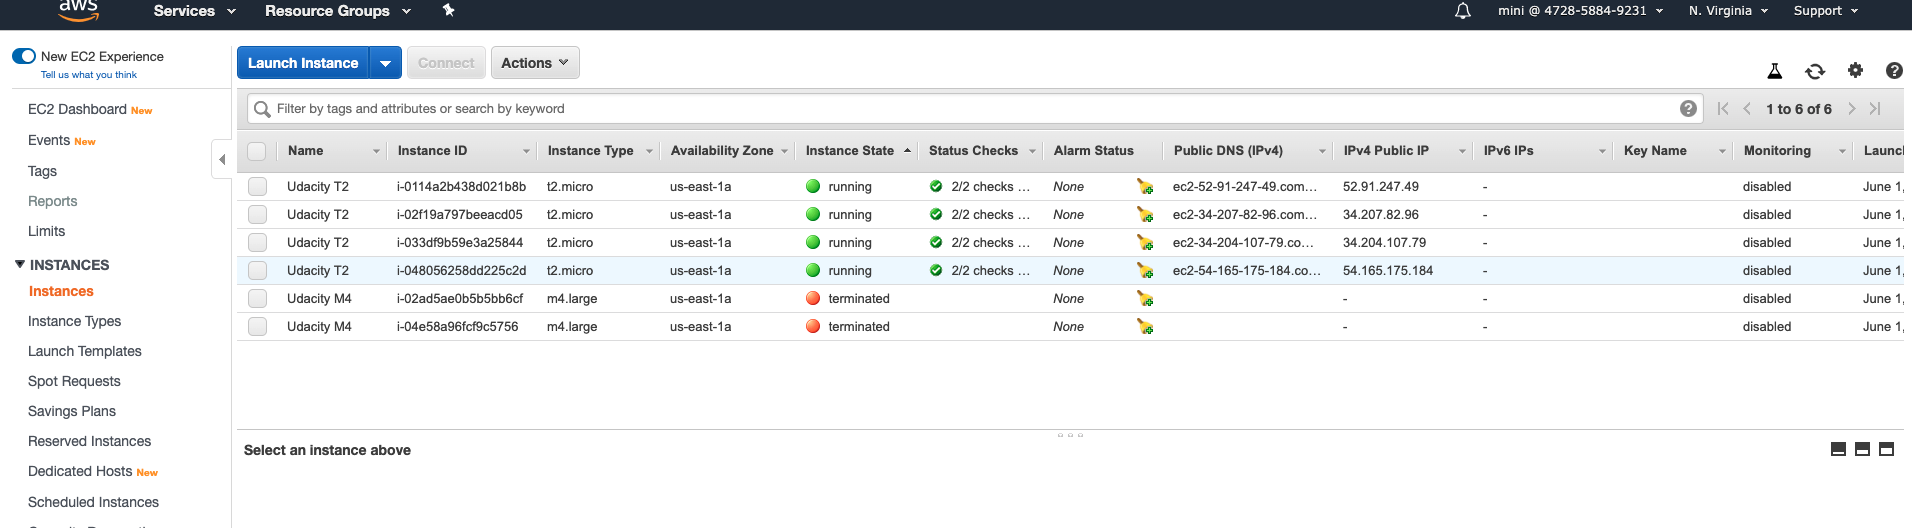 aws Services Resource Groups mini @ 4728-5884-9231 N. Virginia Support
New EC2 Experience
Tell us what you think
EC2 Dashboard New
Events New
Tags
Reports
Limits
INSTANCES
Instances
Instance Types
Launch Templates
Spot Requests
Savings Plans
Reserved Instances
Dedicated Hosts New
Scheduled Instances
Launch Instance Connect Actions
Filter by tags and attributes or search by keyword 1 to 6 of 6
Name Instance ID Instance Type Availability Zone Instance State Status Checks Alarm Status Public DNS (IPv4) IPv4 Public IP IPv6 IPs Key Name Monitoring Launc
Udacity T2 i-0114a2b438d021b8b t2.micro us-east-1a running 2/2 checks ... None ec2-52-91-247-49.com... 52.91.247.49 - disabled June 1,
Udacity T2 i-02f19a797beeacd05 t2.micro us-east-1a running 2/2 checks ... None ec2-34-207-82-96.com... 34.207.82.96 - disabled June 1,
Udacity T2 i-033df9b59e3a25844 t2.micro us-east-1a running 2/2 checks ... None ec2-34-204-107-79.co... 34.204.107.79 - disabled June 1,
Udacity T2 i-048056258dd225c2d t2.micro us-east-1a running 2/2 checks ... None ec2-54-165-175-184.co... 54.165.175.184 - disabled June 1,
Udacity M4 i-02ad5ae0b5b5bb6cf m4.large us-east-1a terminated None - - disabled June 1,
Udacity M4 i-04e58a96fcf9c5756 m4.large us-east-1a terminated None - - disabled June 1,
Select an instance above